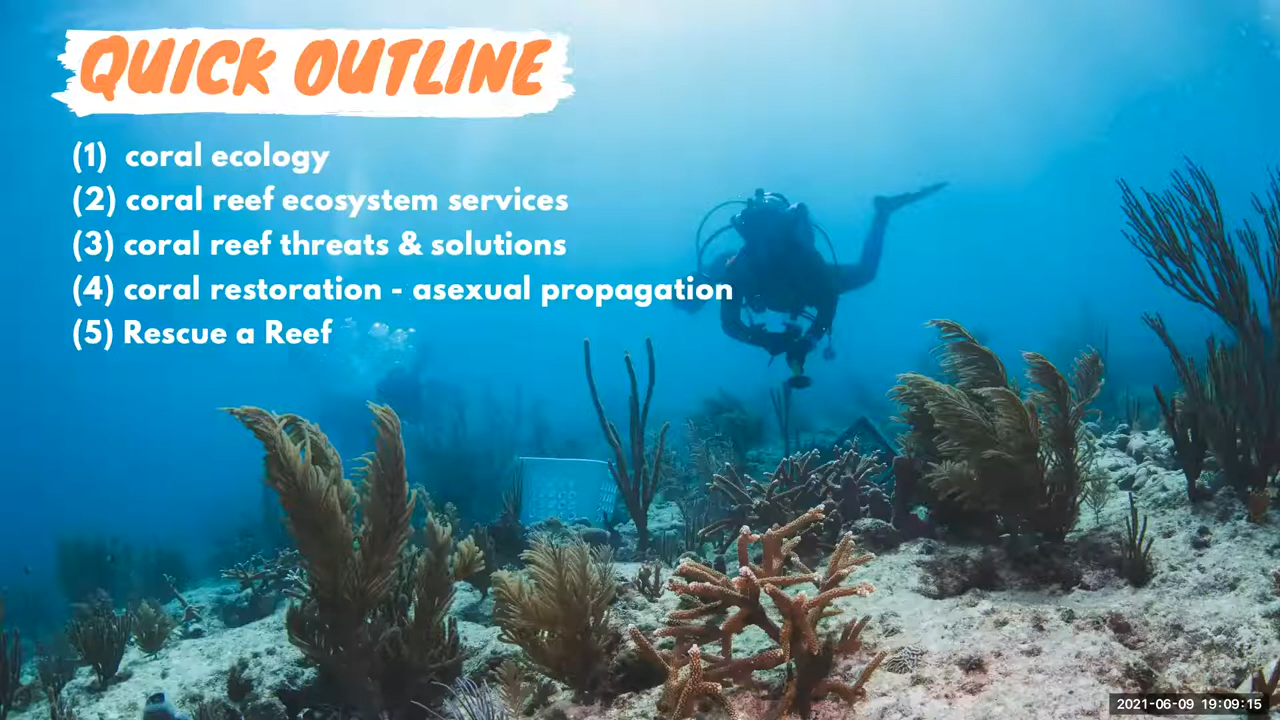 QUICK OUTLINE
(1) coral ecology
(2) coral reef ecosystem services
(3) coral reef threats & solutions
(4) coral restoration - asexual propagation
(5) Rescue a Reef
2021-06-09 19:09:15